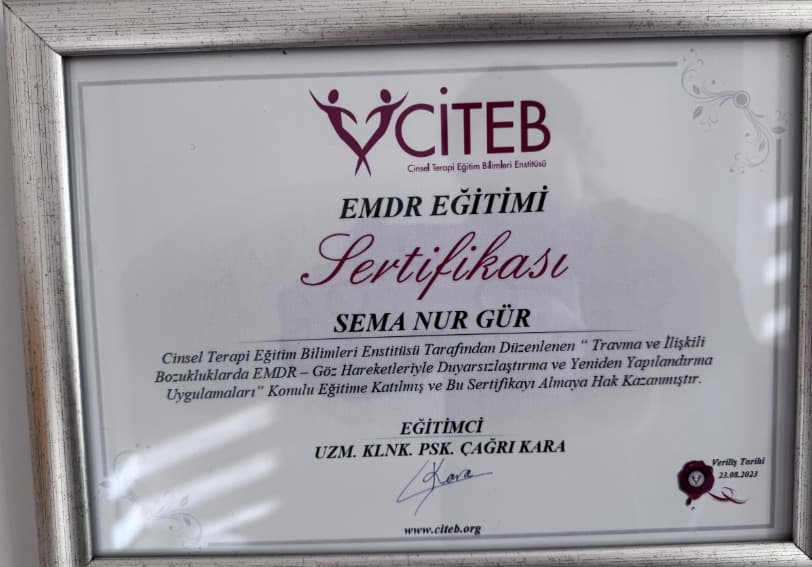 CİTEB
Cinsel Terapi Eğitim Bilimleri Enstitüsü
EMDR EĞİTİMİ
Sertifikası
SEMA NUR GÜR
Cinsel Terapi Eğitim Bilimleri Enstitüsü Tarafından Düzenlenen “ Travma ve İlişkili
Bozukluklarda EMDR – Göz Hareketleriyle Duyarsızlaştırma ve Yeniden Yapılandırma
Uygulamaları” Konulu Eğitime Katılmış ve Bu Sertifikayı Almaya Hak Kazanmıştır.
EĞİTİMCİ
UZM. KLNK. PSK. ÇAĞRI KARA
Kara
Veriliş Tarihi
23.08.2023
www.citeb.org